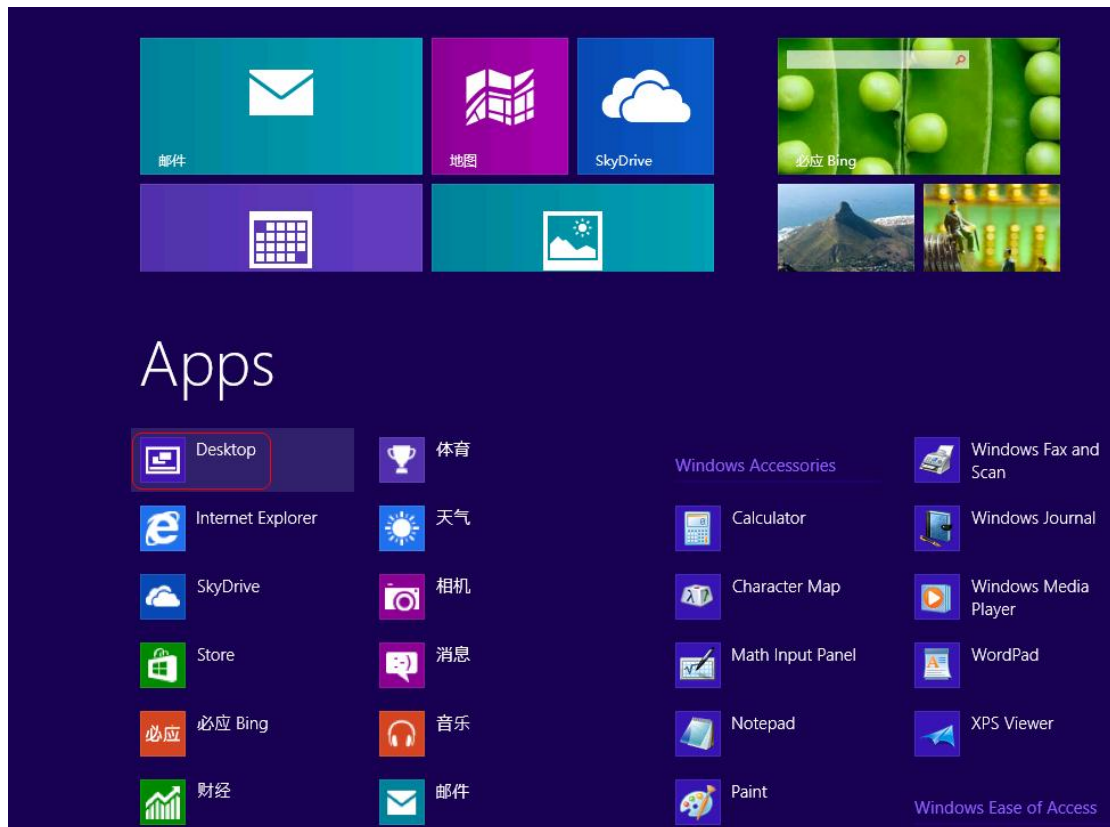 邮件
地图
SkyDrive
必应 Bing
Apps
Desktop
Internet Explorer
SkyDrive
Store
必应
必应 Bing
财经
体育
天气
相机
消息
音乐
邮件
Windows Accessories
Calculator
Character Map
Math Input Panel
Notepad
Paint
Windows Fax and
Scan
Windows Journal
Windows Media
Player
WordPad
XPS Viewer
Windows Ease of Access